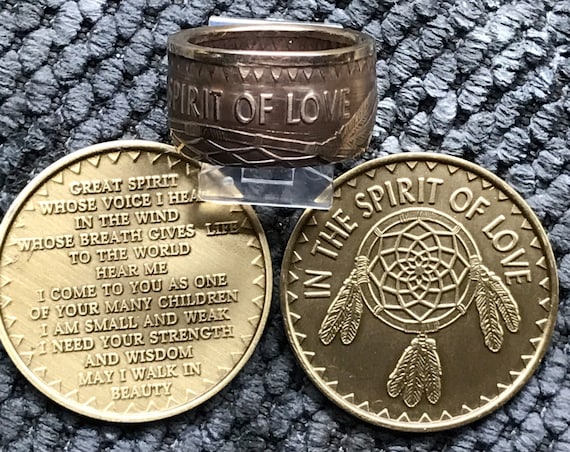 SPIRIT OF LOVE
GREAT SPIRIT
WHOSE VOICE I HEA
IN THE WIND
WHOSE BREATH GIVES LIFE
TO THE WORLD
HEAR ME
I COME TO YOU AS ONE
OF YOUR MANY CHILDREN
I AM SMALL AND WEAK
I NEED YOUR STRENGTH
AND WISDOM
MAY I WALK IN
BEAUTY
IN THE SPIRIT OF LOVE